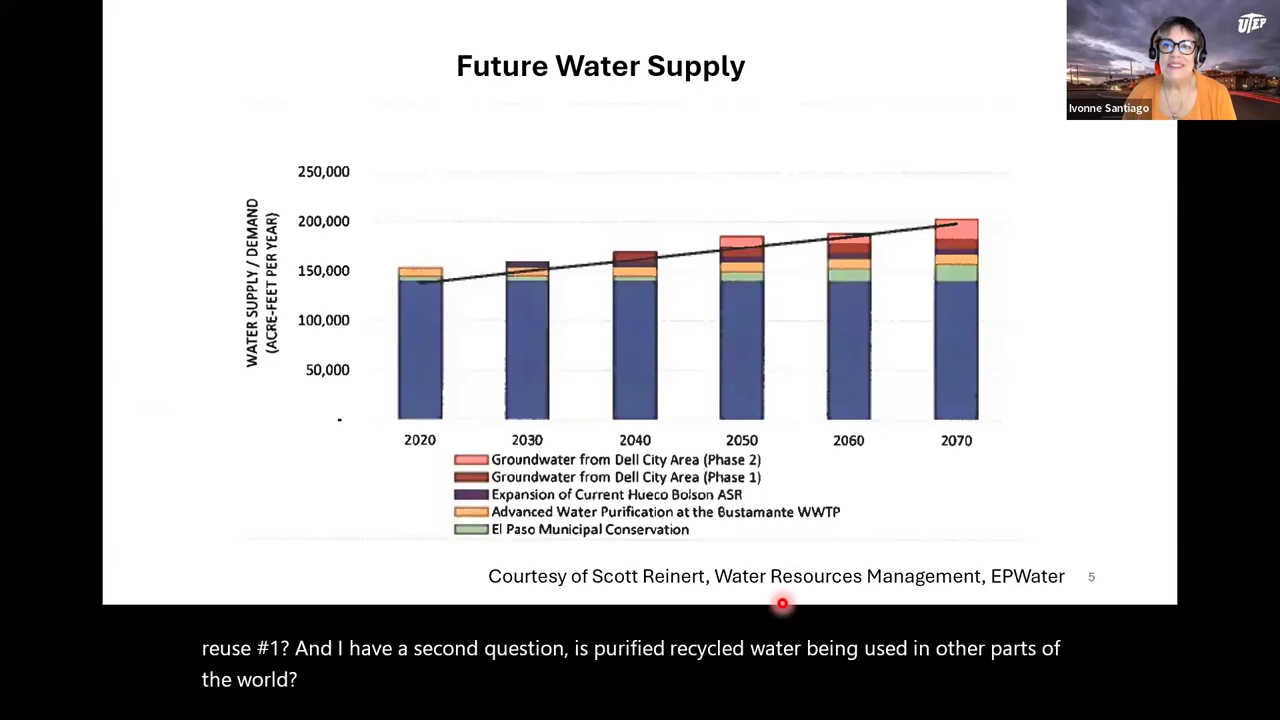 Future Water Supply
UTEP
Ivonne Santiago
WATER SUPPLY / DEMAND
(ACRE-FEET PER YEAR)
250,000
200,000
150,000
100,000
50,000
-
2020 2030 2040 2050 2060 2070
Groundwater from Dell City Area (Phase 2)
Groundwater from Dell City Area (Phase 1)
Expansion of Current Hueco Bolson ASR
Advanced Water Purification at the Bustamante WWTP
El Paso Municipal Conservation
Courtesy of Scott Reinert, Water Resources Management, EPWater 5
reuse #1? And I have a second question, is purified recycled water being used in other parts of
the world?